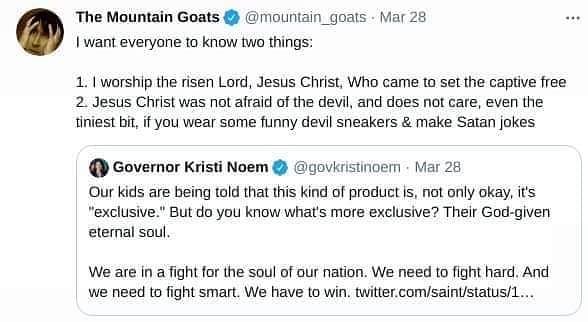 The Mountain Goats @mountain_goats · Mar 28
I want everyone to know two things:
1. I worship the risen Lord, Jesus Christ, Who came to set the captive free
2. Jesus Christ was not afraid of the devil, and does not care, even the
tiniest bit, if you wear some funny devil sneakers & make Satan jokes
Governor Kristi Noem @govkristinoem · Mar 28
Our kids are being told that this kind of product is, not only okay, it's
"exclusive." But do you know what's more exclusive? Their God-given
eternal soul.
We are in a fight for the soul of our nation. We need to fight hard. And
we need to fight smart. We have to win. twitter.com/saint/status/1…